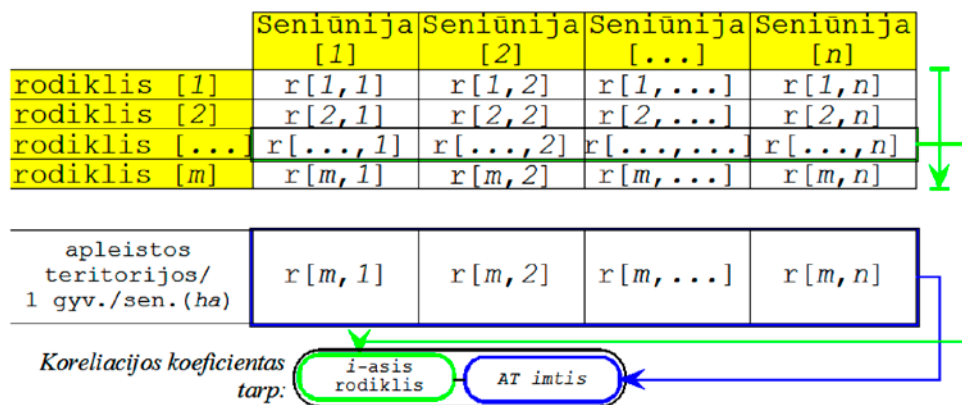 Seniūnija Seniūnija Seniūnija Seniūnija
[1] [2] [...] [n]
rodiklis [1] r[1,1] r[1,2] r[1,...] r[1,n]
rodiklis [2] r[2,1] r[2,2] r[2,...] r[2,n]
rodiklis [...] r[...,1] r[...,2] r[...,...] r[...,n]
rodiklis [m] r[m,1] r[m,2] r[m,...] r[m,n]
apleistos
teritorijos/
1 gyv./sen.(ha)
r[m,1] r[m,2] r[m,...] r[m,n]
Koreliacijos koeficientas
tarp:
i-asis
rodiklis
AT imtis